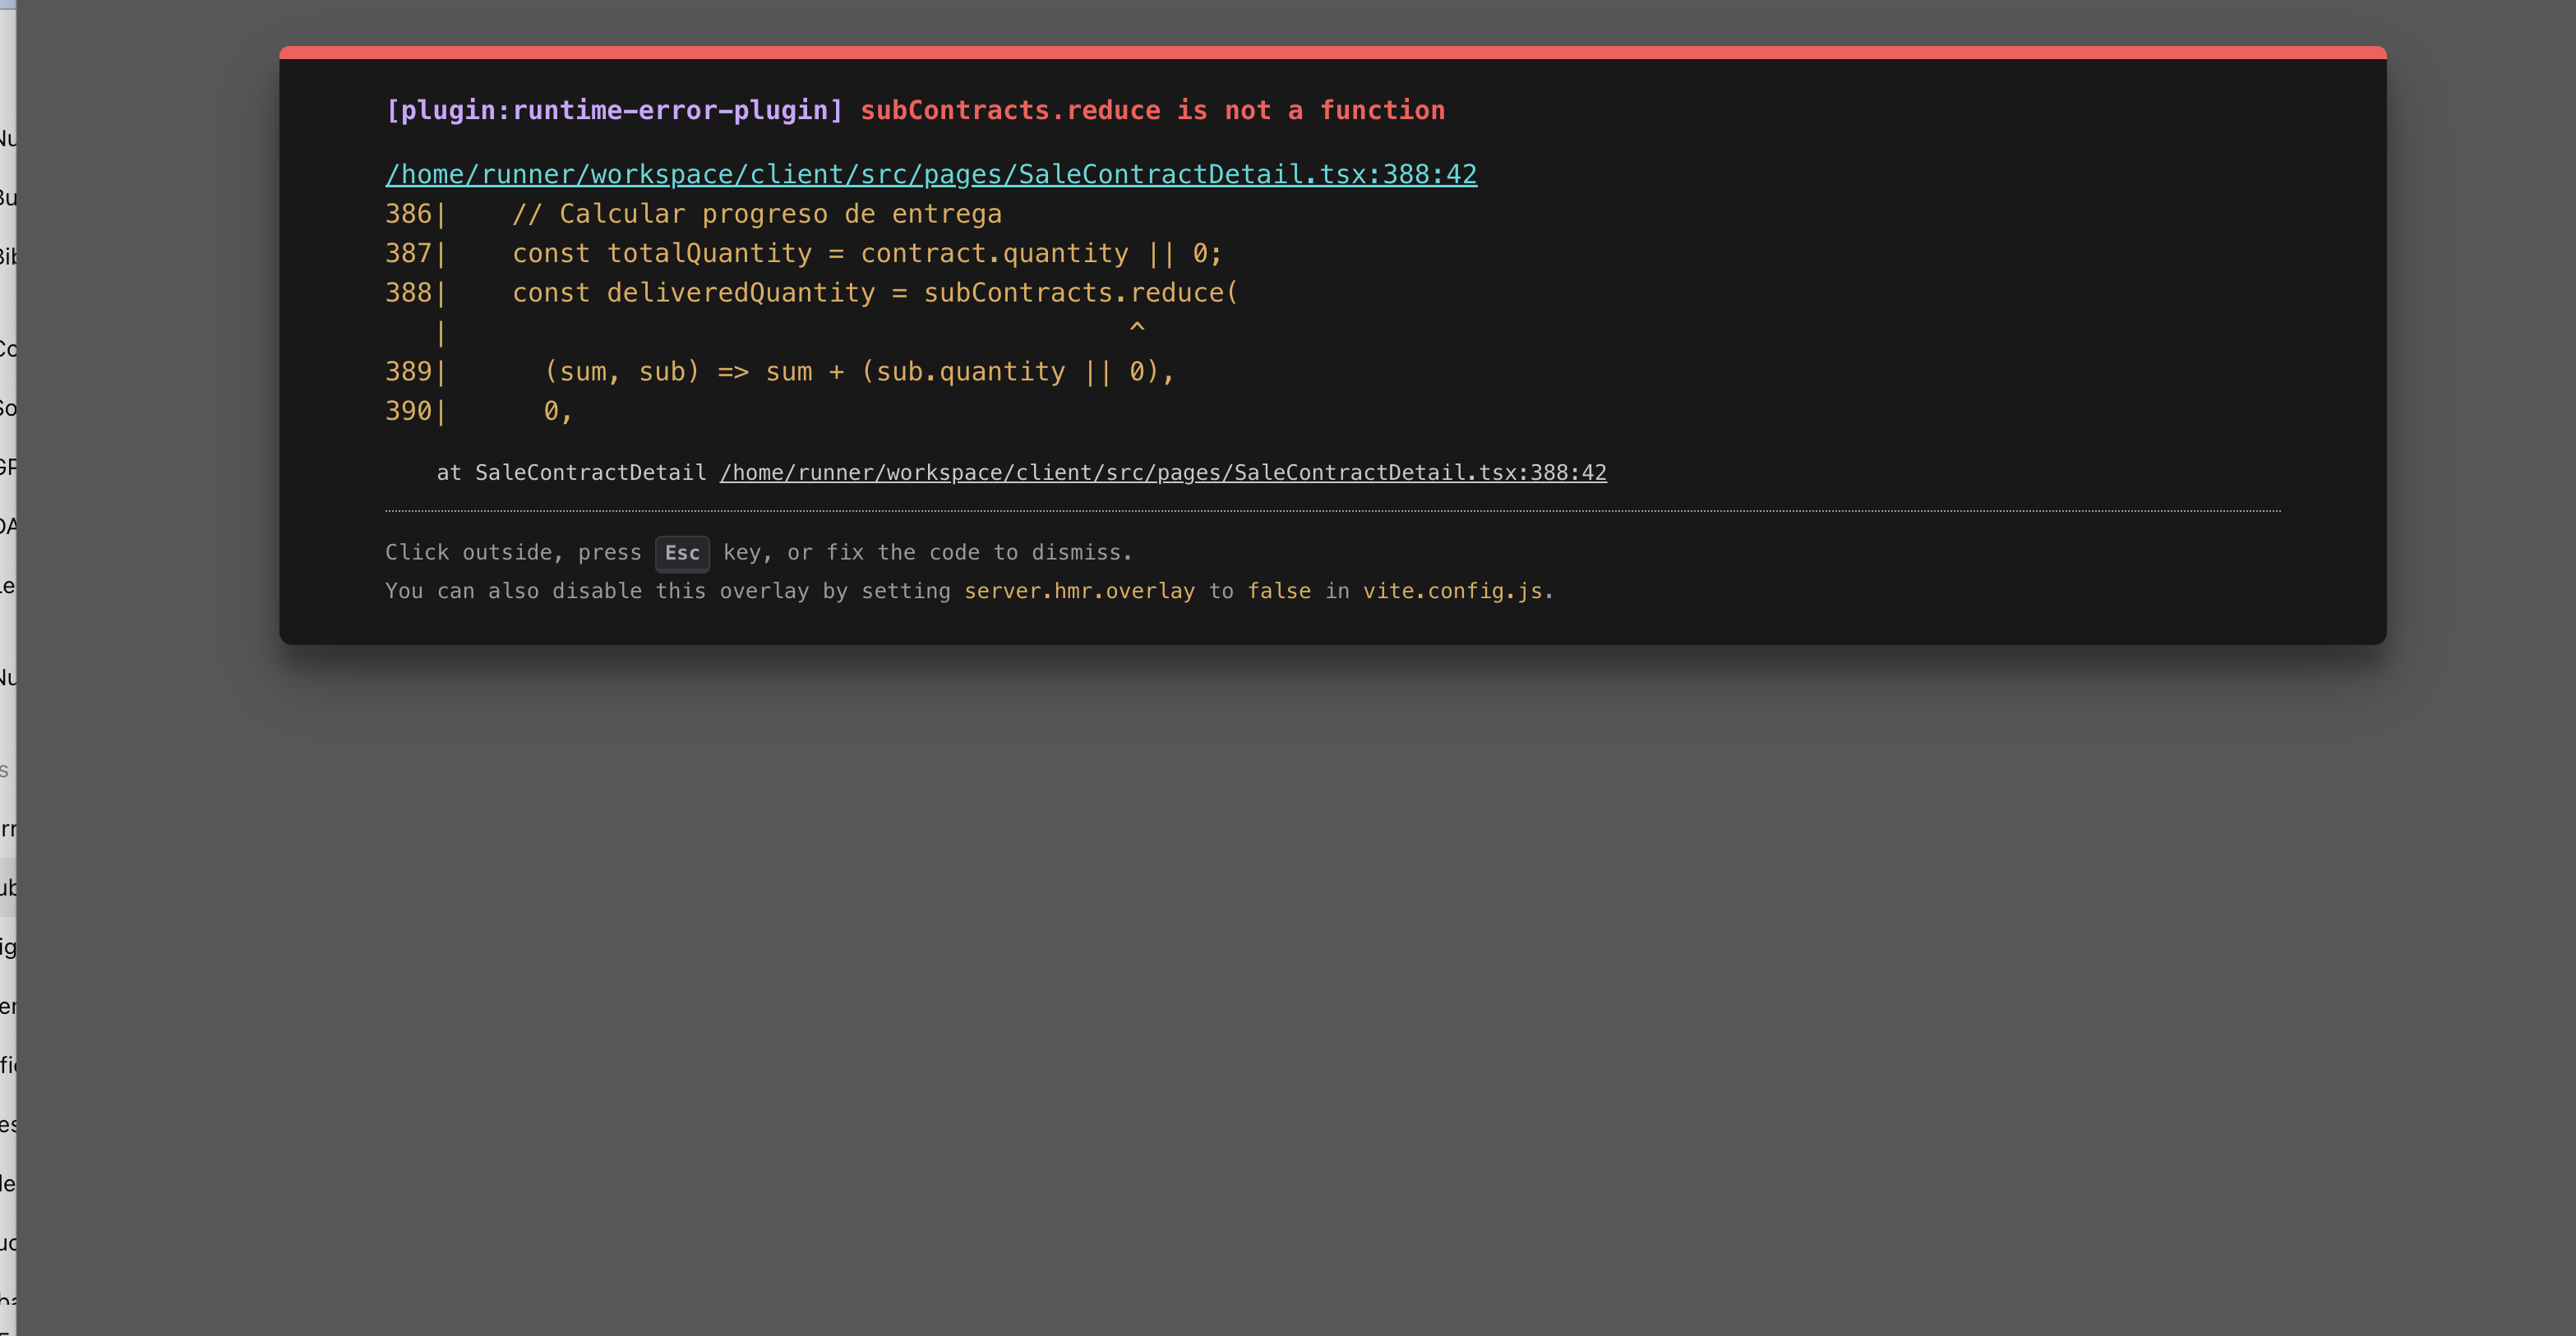 [plugin:runtime-error-plugin] subContracts.reduce is not a function
/home/runner/workspace/client/src/pages/SaleContractDetail.tsx:388:42
386|    // Calcular progreso de entrega
387|    const totalQuantity = contract.quantity || 0;
388|    const deliveredQuantity = subContracts.reduce(
   |                                           ^
389|      (sum, sub) => sum + (sub.quantity || 0),
390|      0,
at SaleContractDetail /home/runner/workspace/client/src/pages/SaleContractDetail.tsx:388:42
Click outside, press Esc key, or fix the code to dismiss.
You can also disable this overlay by setting server.hmr.overlay to false in vite.config.js.